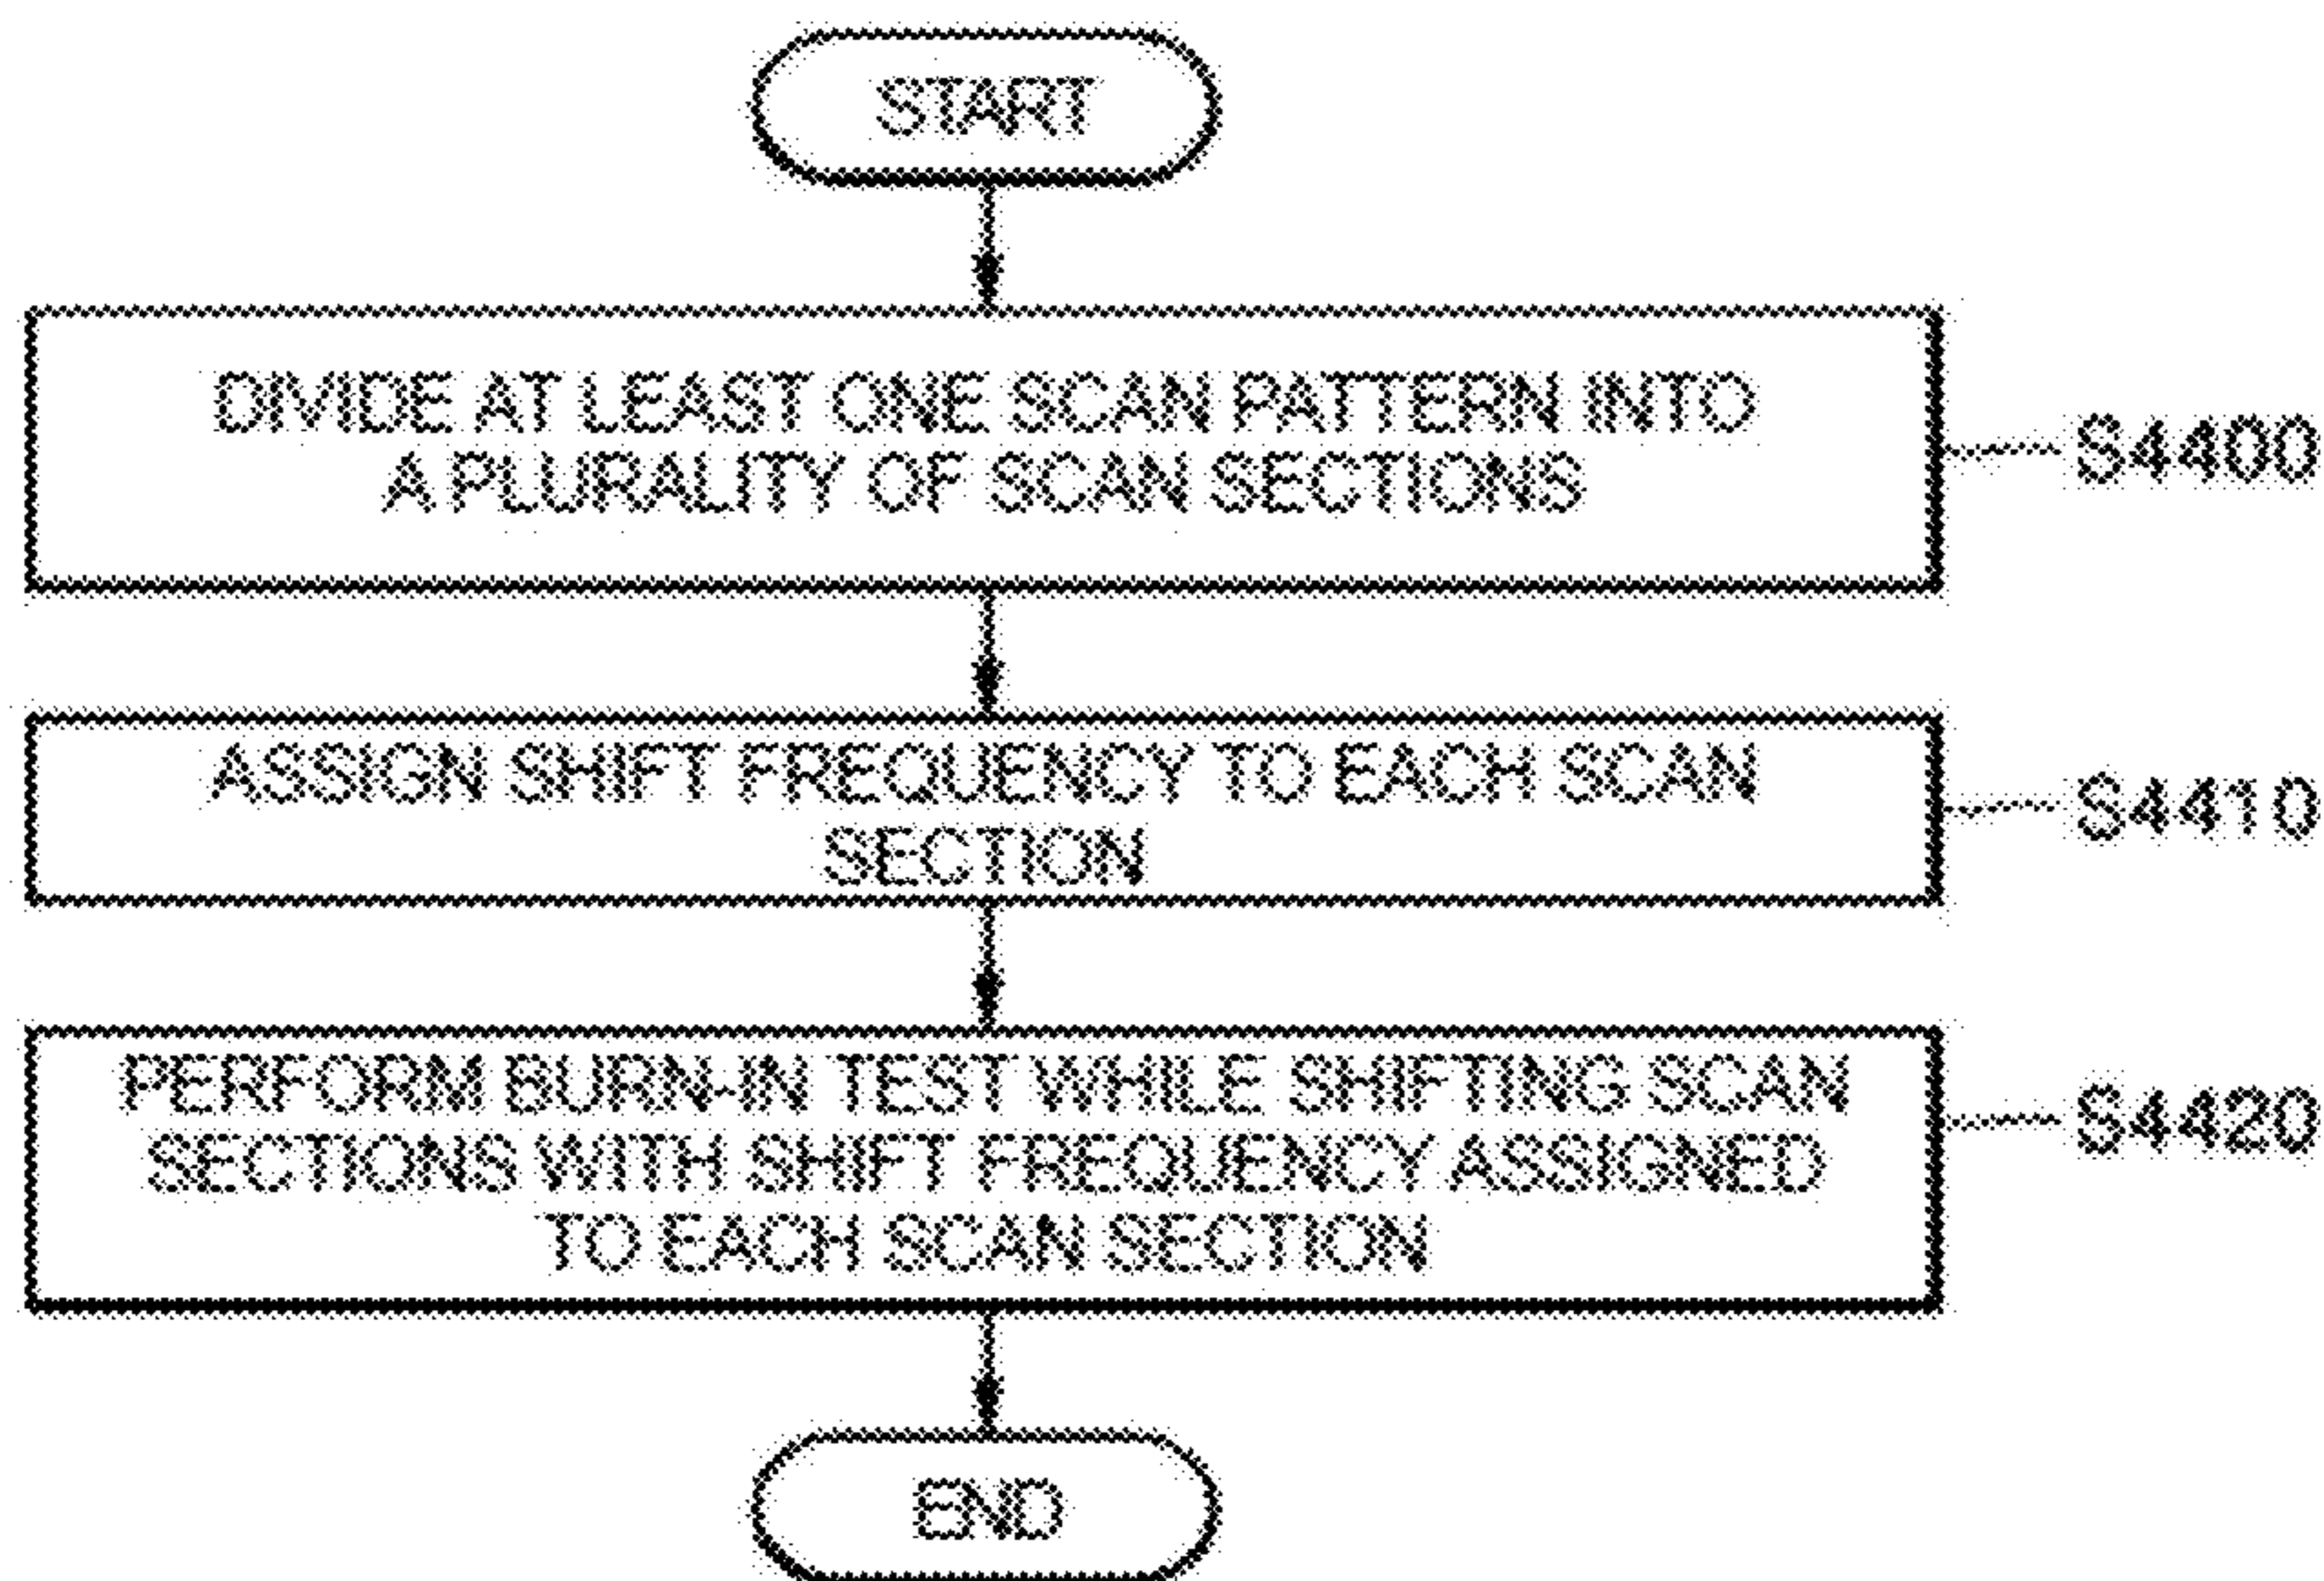 START
DIVIDE AT LEAST ONE SCAN PATTERN INTO
A PLURALITY OF SCAN SECTIONS
S4400
ASSIGN SHIFT FREQUENCY TO EACH SCAN
SECTION
S4410
PERFORM BURN-IN TEST WHILE SHIFTING SCAN
SECTIONS WITH SHIFT FREQUENCY ASSIGNED
TO EACH SCAN SECTION
S4420
END